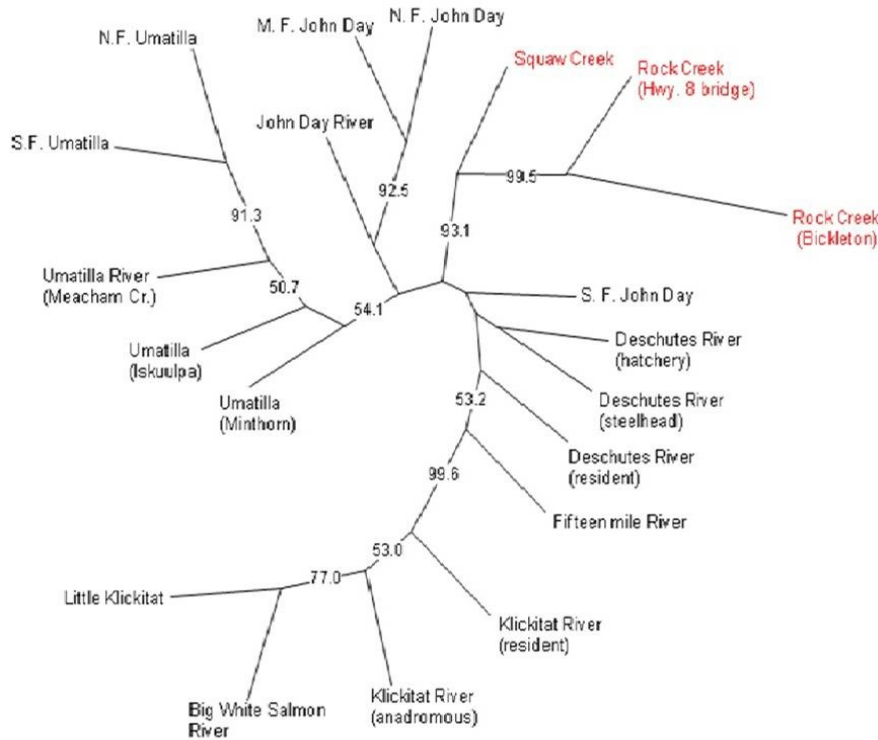 N. F. John Day
M. F. John Day
N.F. Umatilla
Squaw Creek
Rock Creek
(Hwy. 8 bridge)
John Day River
S.F. Umatilla
92.5
99.5
91.3
93.1
Rock Creek
(Bickleton)
Umatilla River
(Meacham Cr.)
50.7
54.1
S. F. John Day
Deschutes River
(hatchery)
Umatilla
(Iskuulpa)
Umatilla
(Minthorn)
53.2
Deschutes River
(steelhead)
Deschutes River
(resident)
99.6
Fifteen mile River
53.0
77.0
Little Klickitat
Klickitat River
(resident)
Klickitat River
(anadromous)
Big White Salmon
River